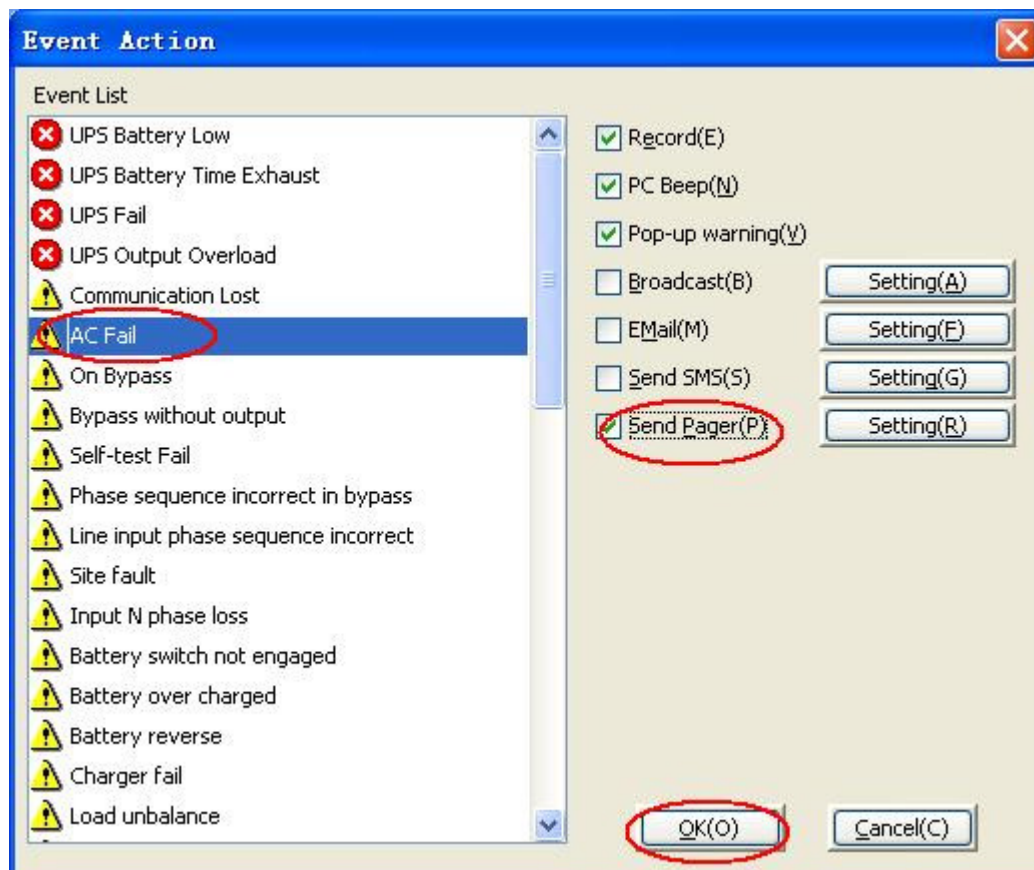 Event Action
Event List
UPS Battery Low
UPS Battery Time Exhaust
UPS Fail
UPS Output Overload
Communication Lost
AC Fail
On Bypass
Bypass without output
Self-test Fail
Phase sequence incorrect in bypass
Line input phase sequence incorrect
Site fault
Input N phase loss
Battery switch not engaged
Battery over charged
Battery reverse
Charger fail
Load unbalance
Record(E)
PC Beep(N)
Pop-up warning(V)
Broadcast(B) Setting(A)
EMail(M) Setting(F)
Send SMS(S) Setting(G)
Send Pager(P) Setting(R)
OK(O) Cancel(C)